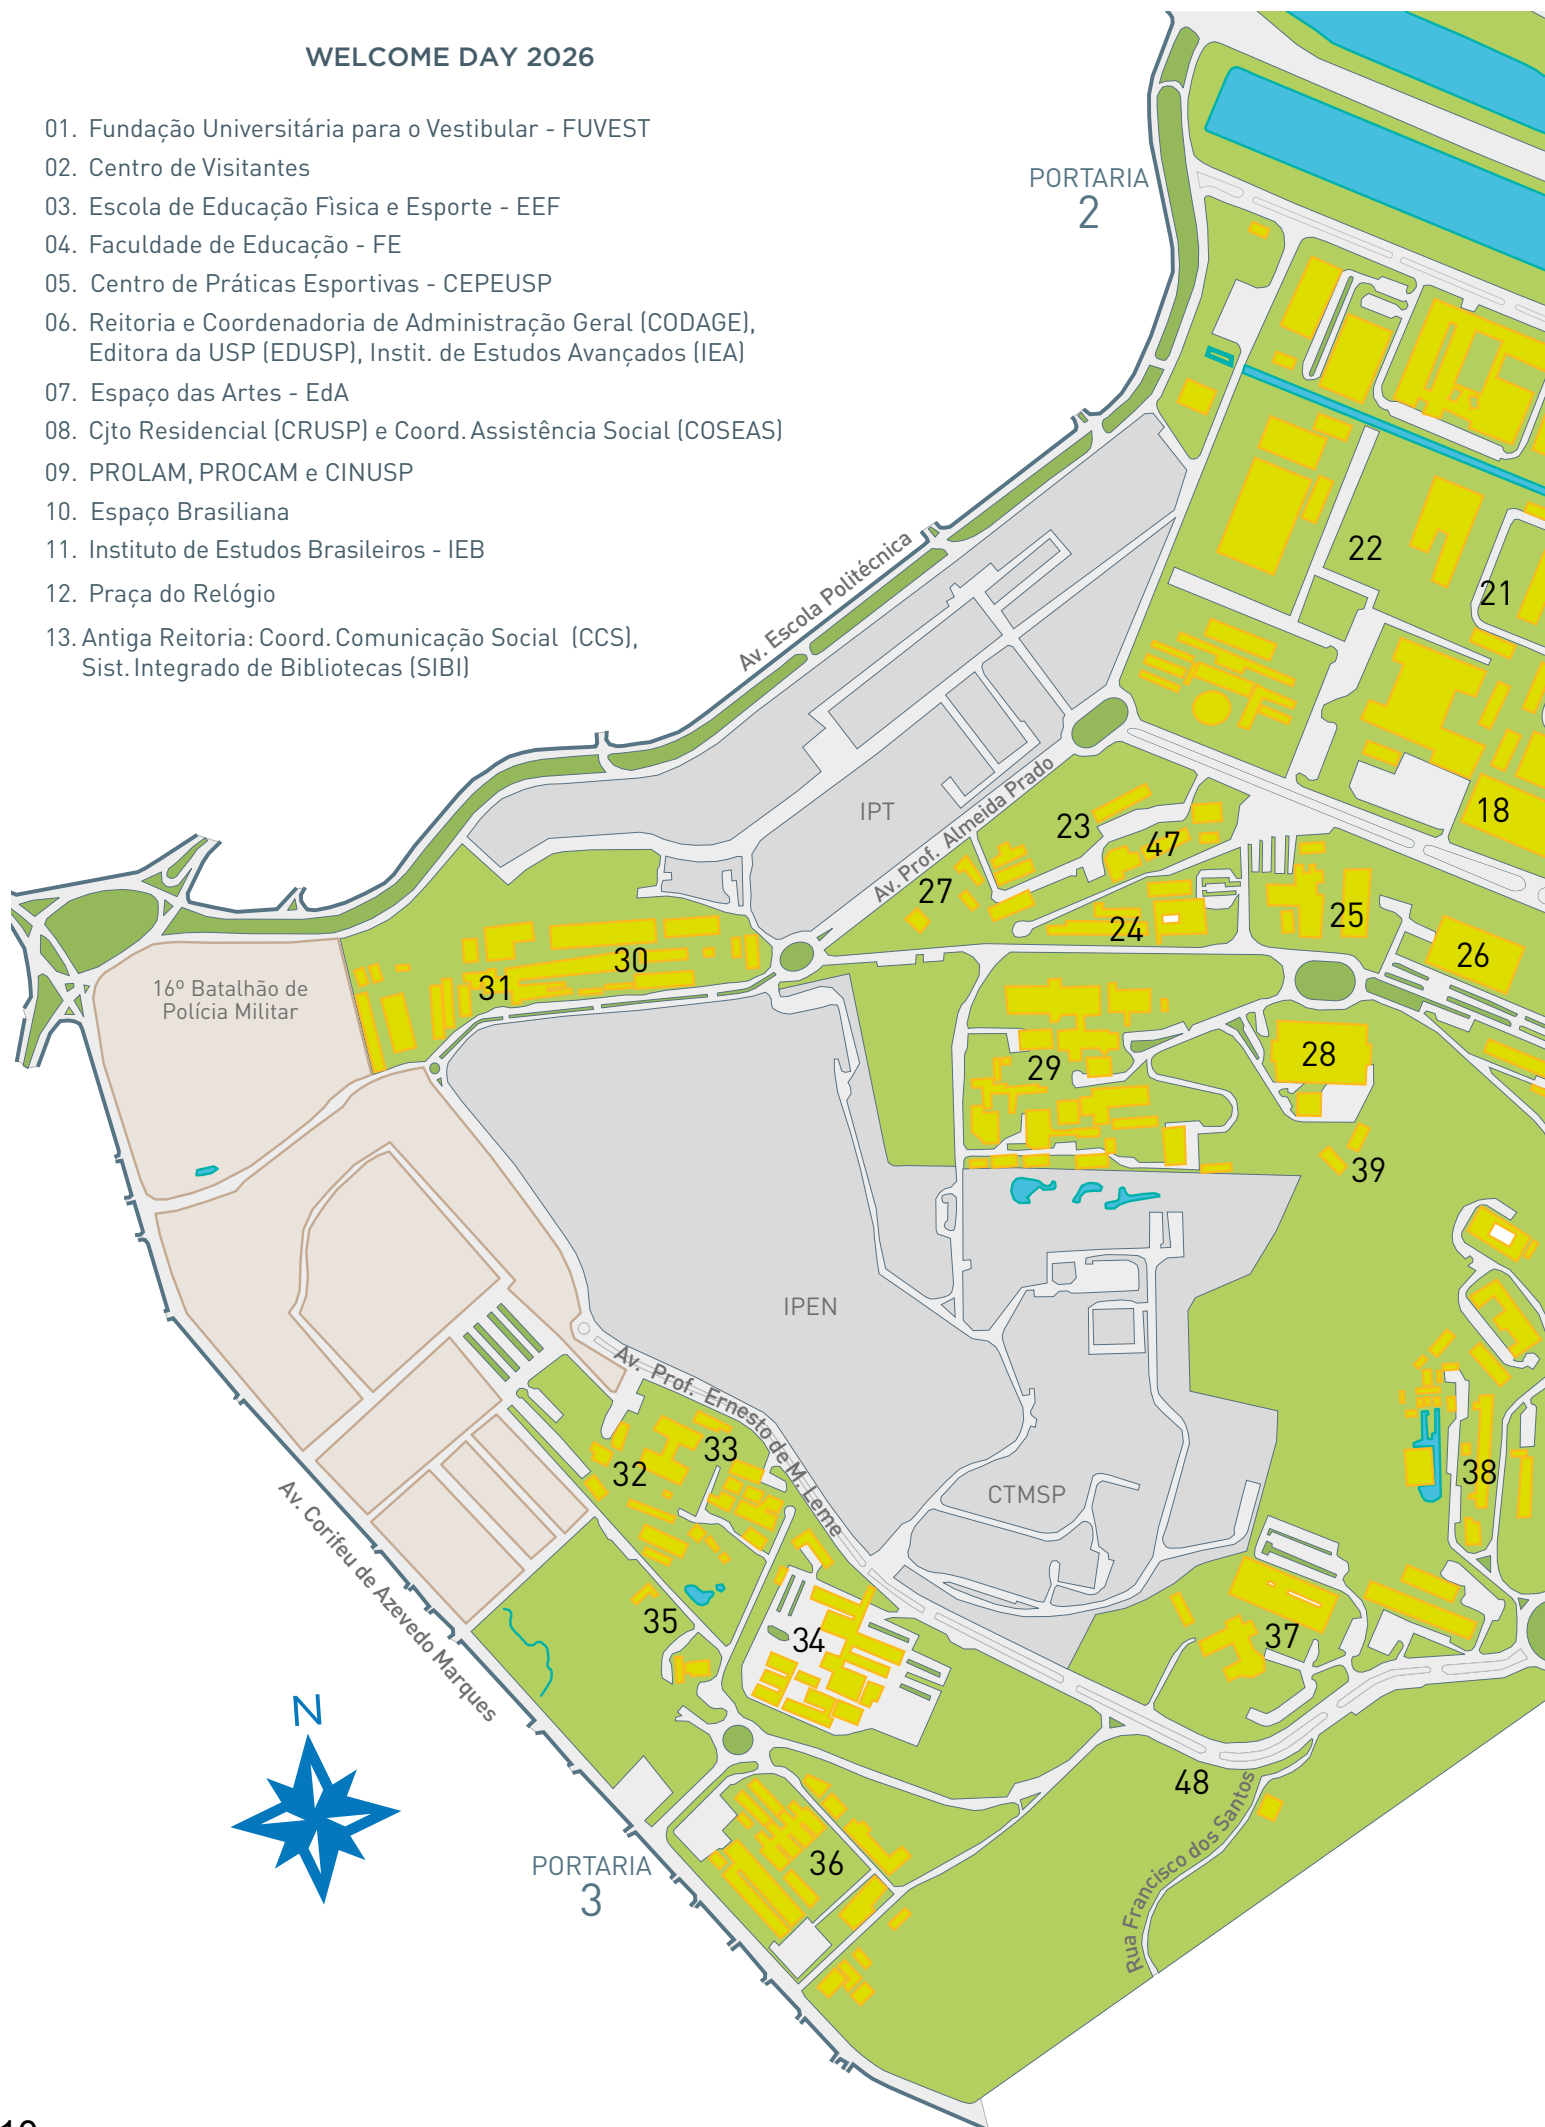 WELCOME DAY 2026
01. Fundação Universitária para o Vestibular - FUVEST
02. Centro de Visitantes
03. Escola de Educação Fìsica e Esporte - EEF
04. Faculdade de Educação - FE
05. Centro de Práticas Esportivas - CEPEUSP
06. Reitoria e Coordenadoria de Administração Geral (CODAGE),
Editora da USP (EDUSP), Instit. de Estudos Avançados (IEA)
07. Espaço das Artes - EdA
08. Cjto Residencial (CRUSP) e Coord. Assistência Social (COSEAS)
09. PROLAM, PROCAM e CINUSP
10. Espaço Brasiliana
11. Instituto de Estudos Brasileiros - IEB
12. Praça do Relógio
13. Antiga Reitoria: Coord. Comunicação Social (CCS),
Sist. Integrado de Bibliotecas (SIBI)
PORTARIA
2
22
21
Av. Escola Politécnica
18
IPT
Av. Prof. Almeida Prado
23
47
27
24
25
26
30
31
16º Batalhão de
Polícia Militar
28
29
39
IPEN
Av. Prof. Ernesto de M. Leme
33
32
38
CTMSP
Av. Corifeu de Azevedo Marques
35
34
37
N
48
Rua Francisco dos Santos
36
PORTARIA
3